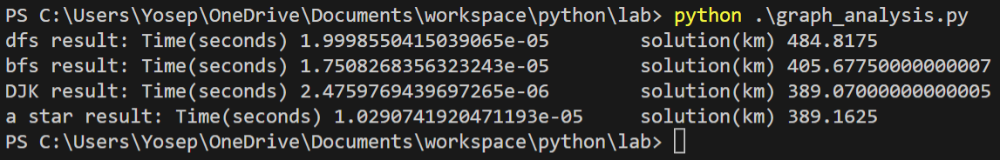 PS C:\Users\Yosep\OneDrive\Documents\workspace\python\lab> python .\graph_analysis.py
dfs result: Time(seconds) 1.9998550415039065e-05 solution(km) 484.8175
bfs result: Time(seconds) 1.7508268356323243e-05 solution(km) 405.67750000000007
DJK result: Time(seconds) 2.4759769439697265e-06 solution(km) 389.07000000000005
a star result: Time(seconds) 1.0290741920471193e-05 solution(km) 389.1625
PS C:\Users\Yosep\OneDrive\Documents\workspace\python\lab>